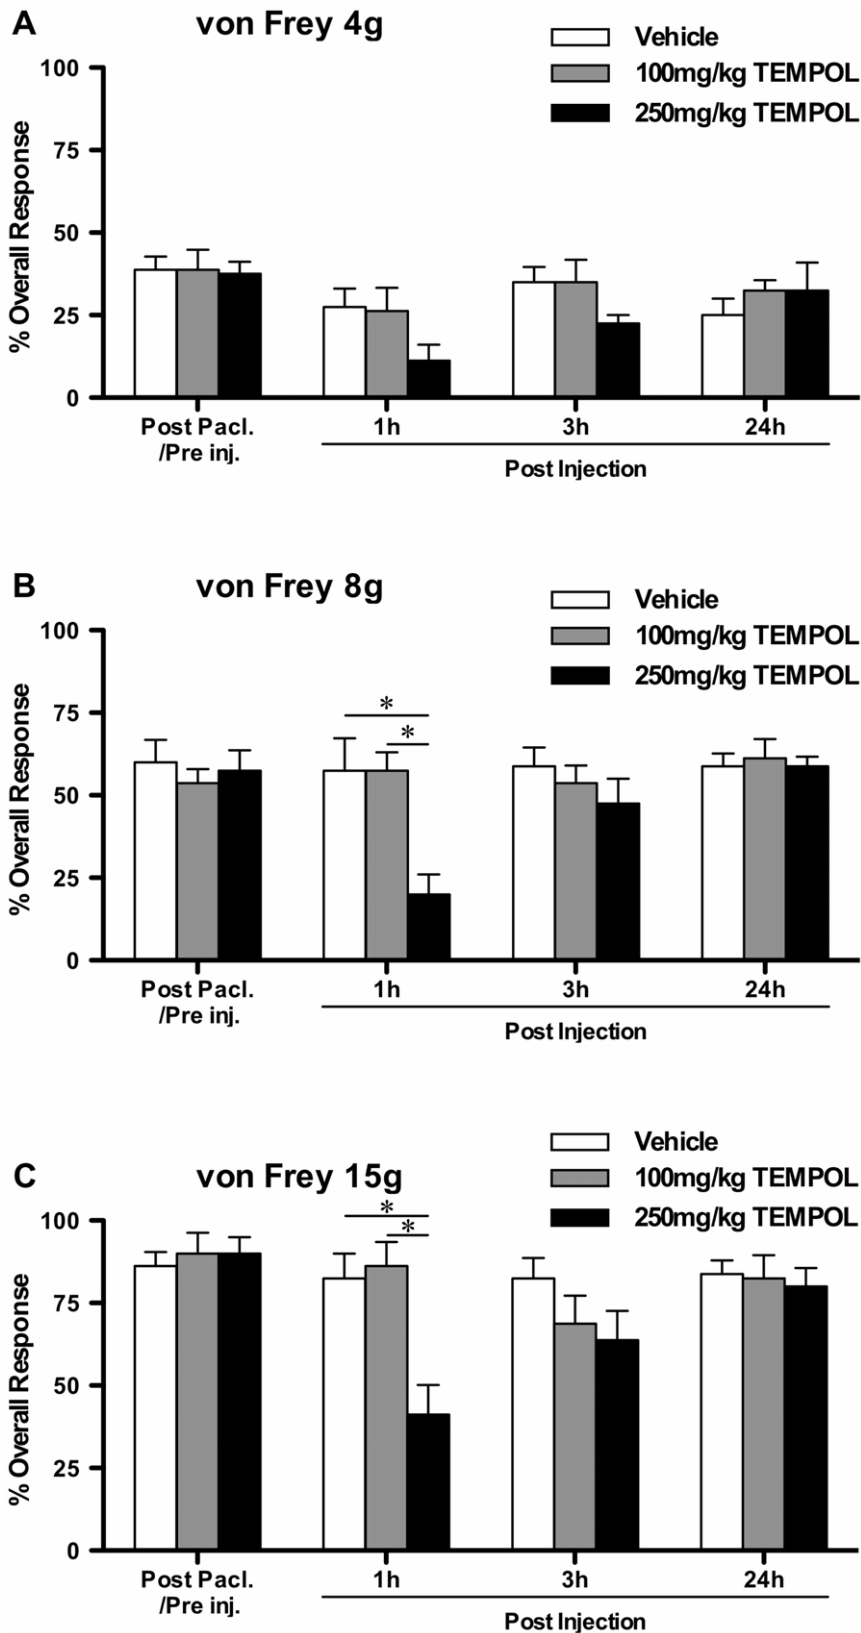 A
von Frey 4g
Vehicle
100mg/kg TEMPOL
250mg/kg TEMPOL
% Overall Response
100
75
50
25
0
Post Pacl.
/Pre inj.
1h
3h
24h
Post Injection
B
von Frey 8g
Vehicle
100mg/kg TEMPOL
250mg/kg TEMPOL
% Overall Response
100
75
50
25
0
*
*
Post Pacl.
/Pre inj.
1h
3h
24h
Post Injection
C
von Frey 15g
Vehicle
100mg/kg TEMPOL
250mg/kg TEMPOL
% Overall Response
100
75
50
25
0
*
*
Post Pacl.
/Pre inj.
1h
3h
24h
Post Injection